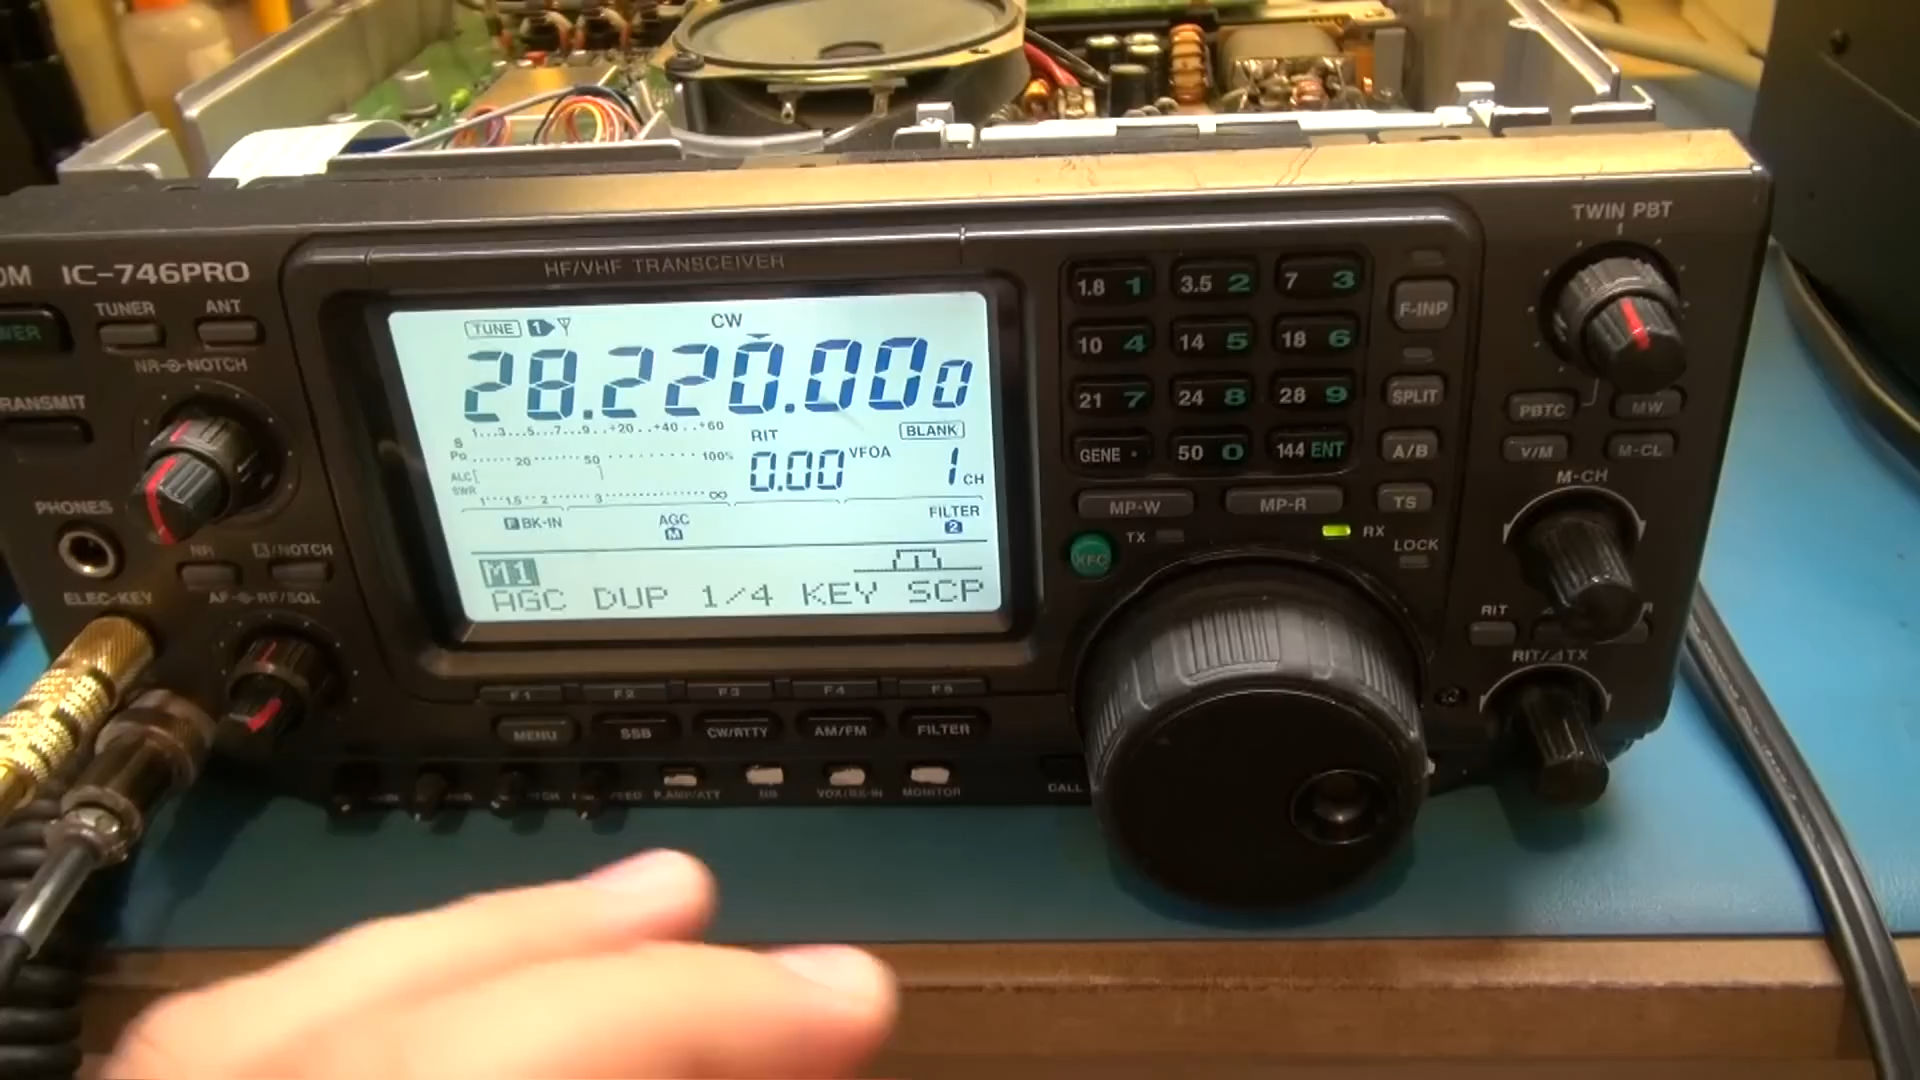 IC-746PRO
TUNER ANT
NR NOTCH
PHONES
ELEC-KEY
NR /NOTCH
AF RF/SQL
HF/VHF TRANSCEIVER
TUNE 1 CW
28.220.000
S 1...3...5...7...9...+20...+40...+60
Po 20 50 100%
ALC
SWR 1 1.5 2 3 ∞
RIT BLANK
0.00 VFOA 1 CH
F BK-IN AGC M FILTER 2
M1
AGC DUP 1/4 KEY SCP
F1 F2 F3 F4 F5
MENU SSB CW/RTTY AM/FM FILTER
P.AMP/ATT NB VOX/BK-IN MONITOR
CALL
1.8 1 3.5 2 7 3 F-INP
10 4 14 5 18 6
21 7 24 8 28 9 SPLIT
GENE · 50 0 144 ENT A/B
MP-W MP-R TS
XFC TX RX LOCK
TWIN PBT
PBTC MW
V/M M-CL
M-CH
RIT
RIT/⊿TX